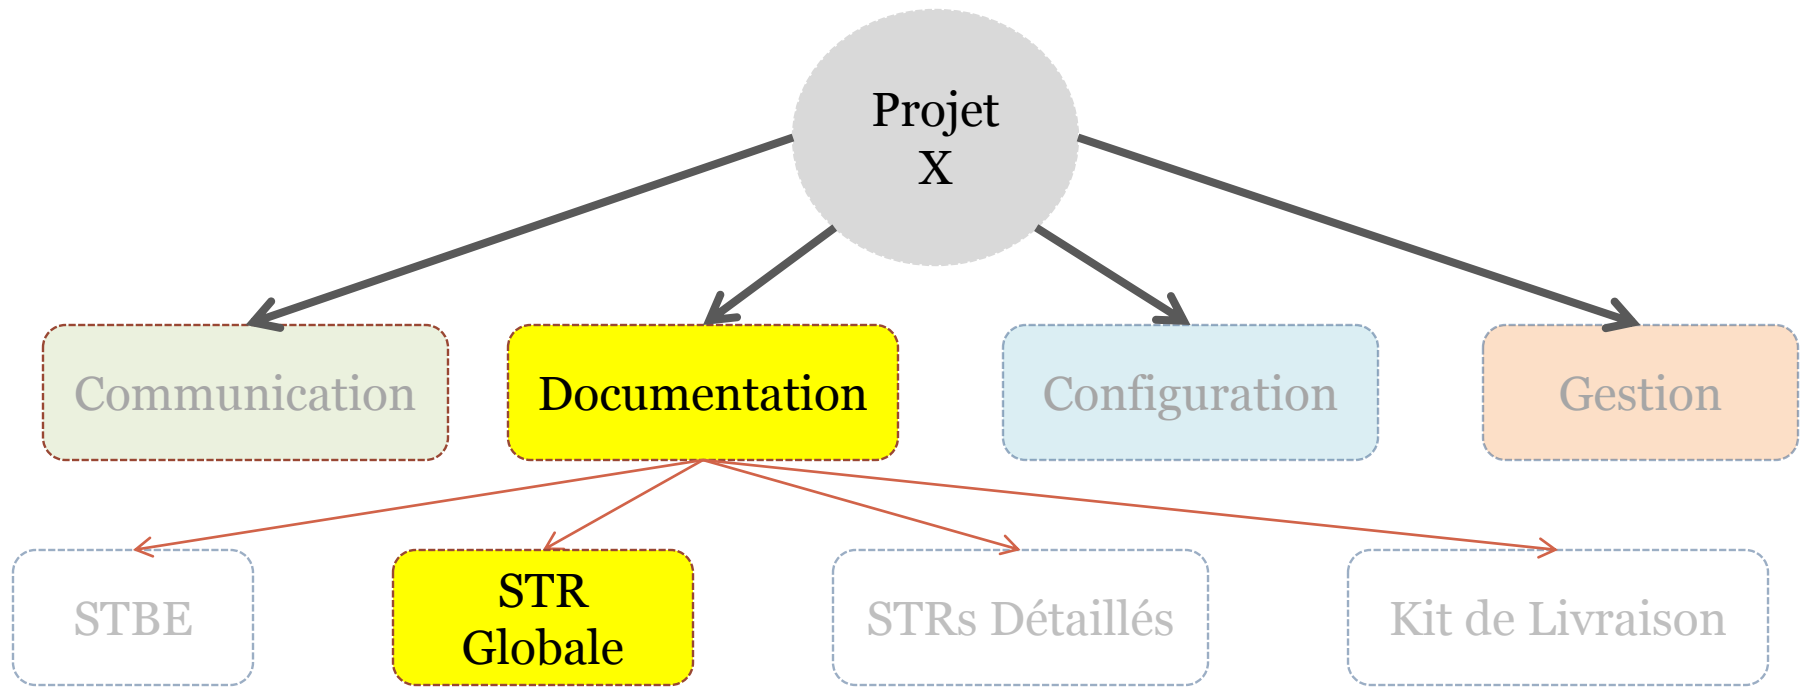 Projet
X
Communication
Documentation
Configuration
Gestion
STBE
STR
Globale
STRs Détaillés
Kit de Livraison